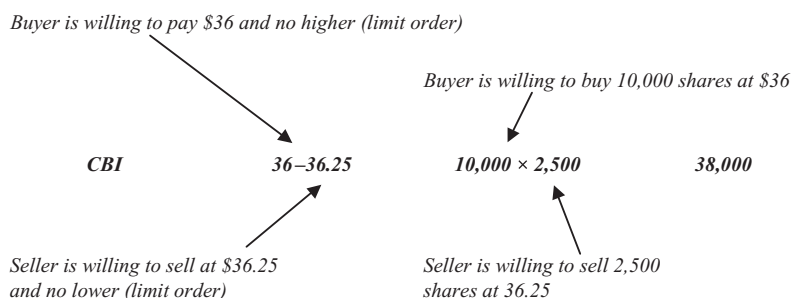 Buyer is willing to pay $36 and no higher (limit order)
Buyer is willing to buy 10,000 shares at $36
CBI 36–36.25 10,000 × 2,500 38,000
Seller is willing to sell at $36.25
and no lower (limit order)
Seller is willing to sell 2,500
shares at 36.25